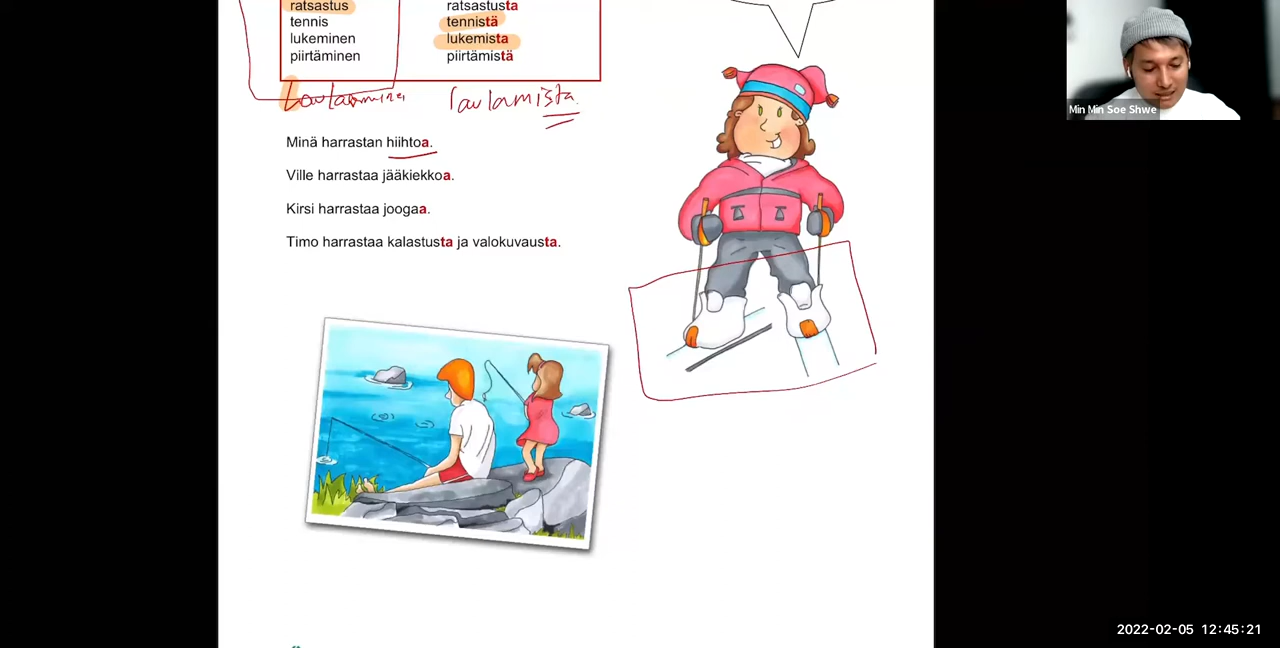 ratsastus ratsastusta
tennis tennistä
lukeminen lukemista
piirtäminen piirtämistä
Laulaminen laulamista
Minä harrastan hiihtoa.
Ville harrastaa jääkiekkoa.
Kirsi harrastaa joogaa.
Timo harrastaa kalastusta ja valokuvausta.
Min Min Soe Shwe
2022-02-05 12:45:21